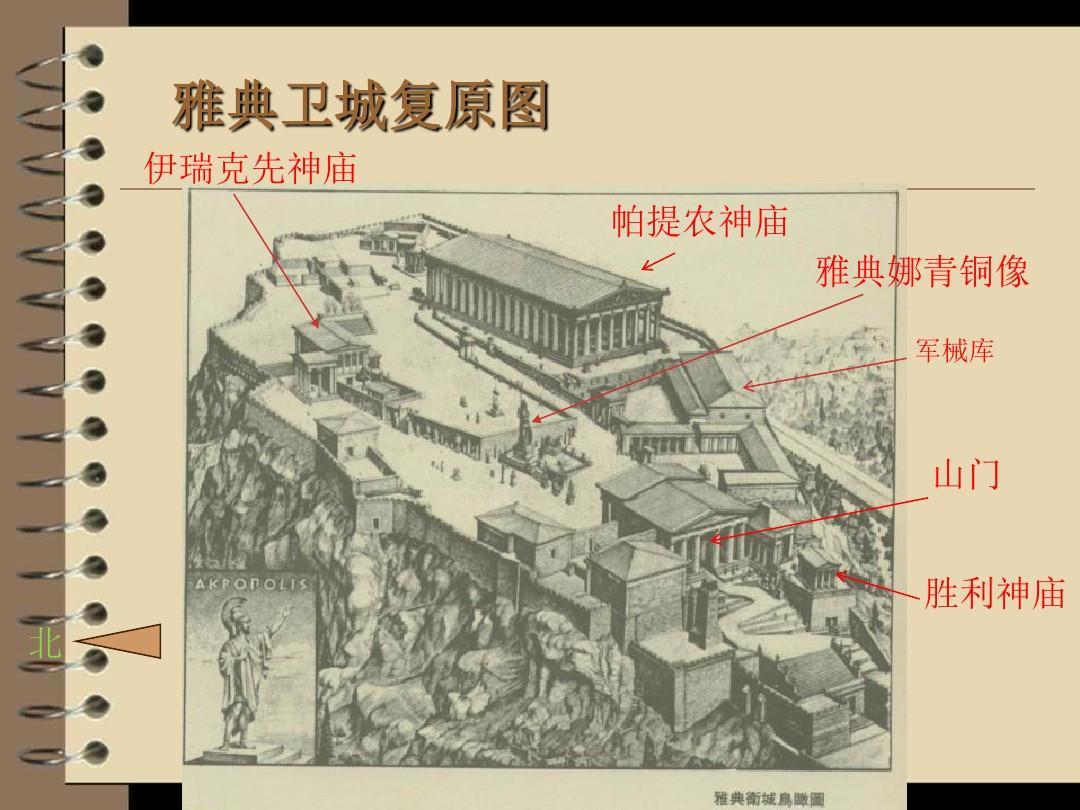 雅典卫城复原图
伊瑞克先神庙
帕提农神庙
雅典娜青铜像
军械库
山门
胜利神庙
北
AKROПOLIS
雅典衛城鳥瞰圖